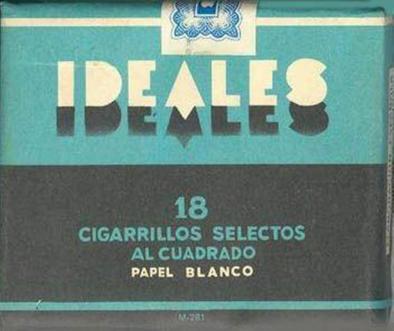 IDEALES
18
CIGARRILLOS SELECTOS
AL CUADRADO
PAPEL BLANCO
M-281